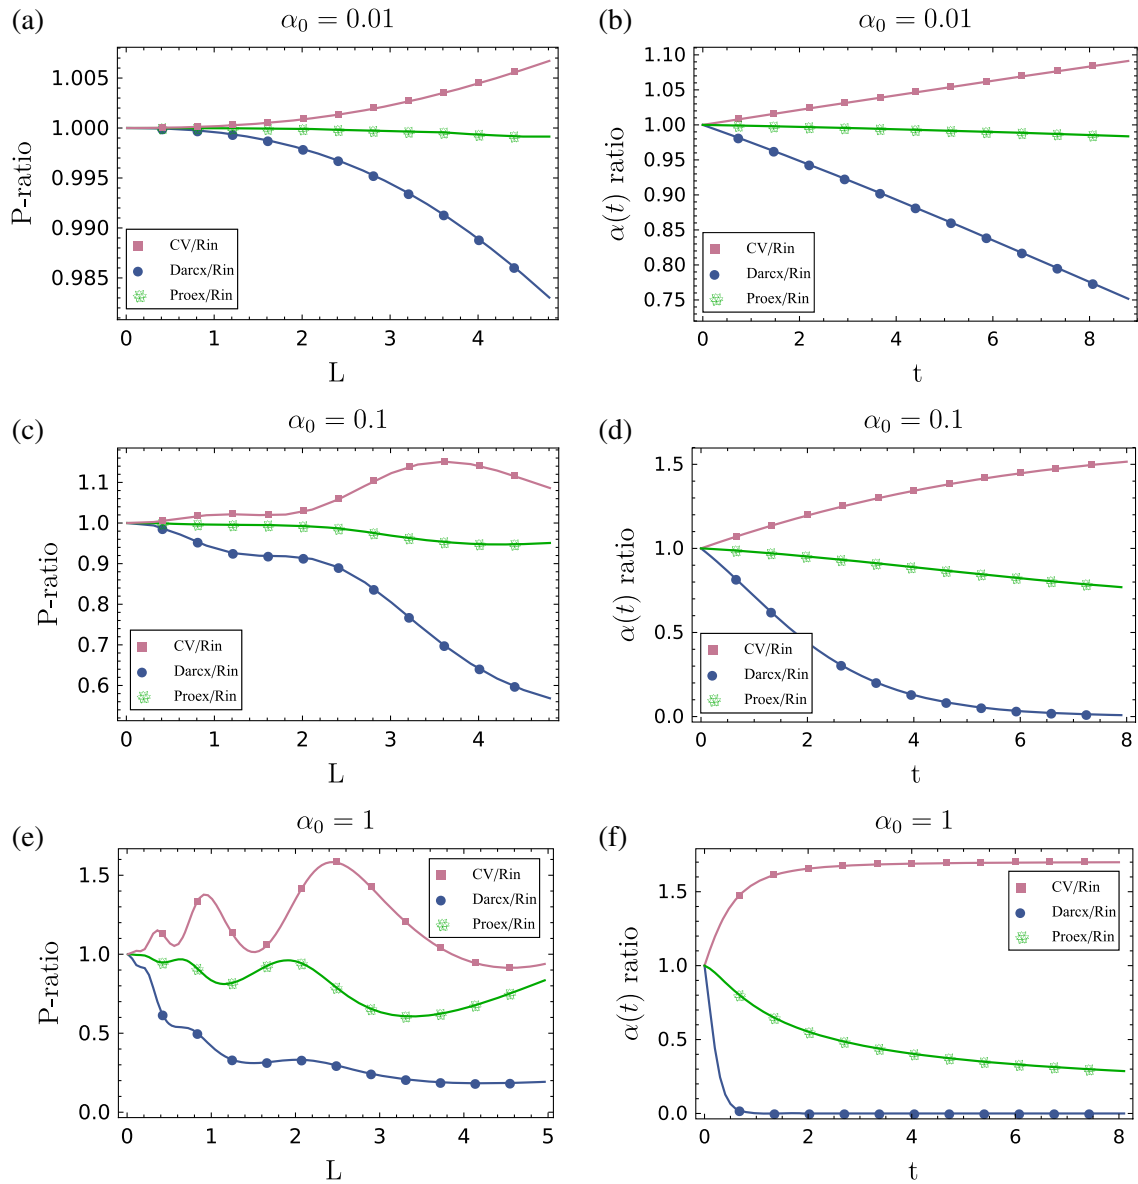 (a)
α₀ = 0.01
P-ratio
1.005
1.000
0.995
0.990
0.985
CV/Rin
Darcx/Rin
Proex/Rin
0 1 2 3 4
L
(b)
α₀ = 0.01
α(t) ratio
1.10
1.05
1.00
0.95
0.90
0.85
0.80
0.75
CV/Rin
Darcx/Rin
Proex/Rin
0 2 4 6 8
t
(c)
α₀ = 0.1
P-ratio
1.1
1.0
0.9
0.8
0.7
0.6
CV/Rin
Darcx/Rin
Proex/Rin
0 1 2 3 4
L
(d)
α₀ = 0.1
α(t) ratio
1.5
1.0
0.5
0.0
CV/Rin
Darcx/Rin
Proex/Rin
0 2 4 6 8
t
(e)
α₀ = 1
P-ratio
1.5
1.0
0.5
0.0
CV/Rin
Darcx/Rin
Proex/Rin
0 1 2 3 4 5
L
(f)
α₀ = 1
α(t) ratio
1.5
1.0
0.5
0.0
CV/Rin
Darcx/Rin
Proex/Rin
0 2 4 6 8
t